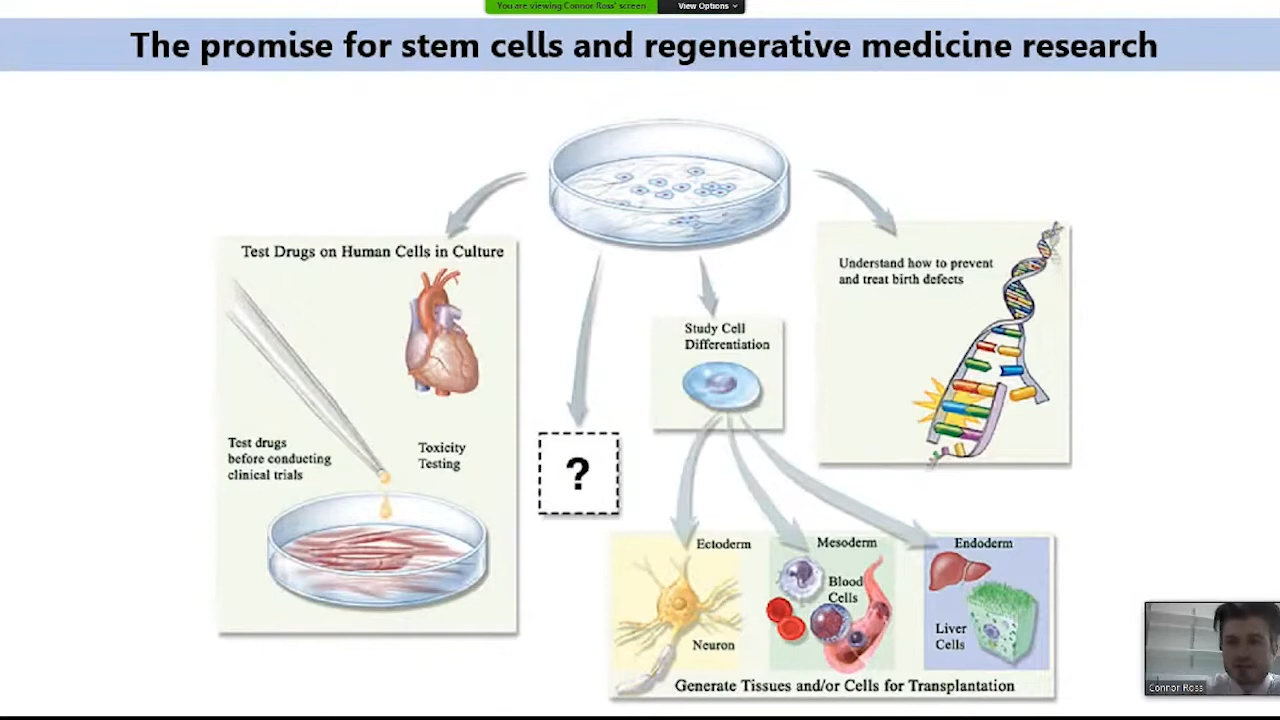 You are viewing Connor Ross' screen
View Options
The promise for stem cells and regenerative medicine research
Test Drugs on Human Cells in Culture
Test drugs
before conducting
clinical trials
Toxicity
Testing
?
Study Cell
Differentiation
Understand how to prevent
and treat birth defects
Ectoderm
Neuron
Mesoderm
Blood
Cells
Endoderm
Liver
Cells
Generate Tissues and/or Cells for Transplantation
Connor Ross